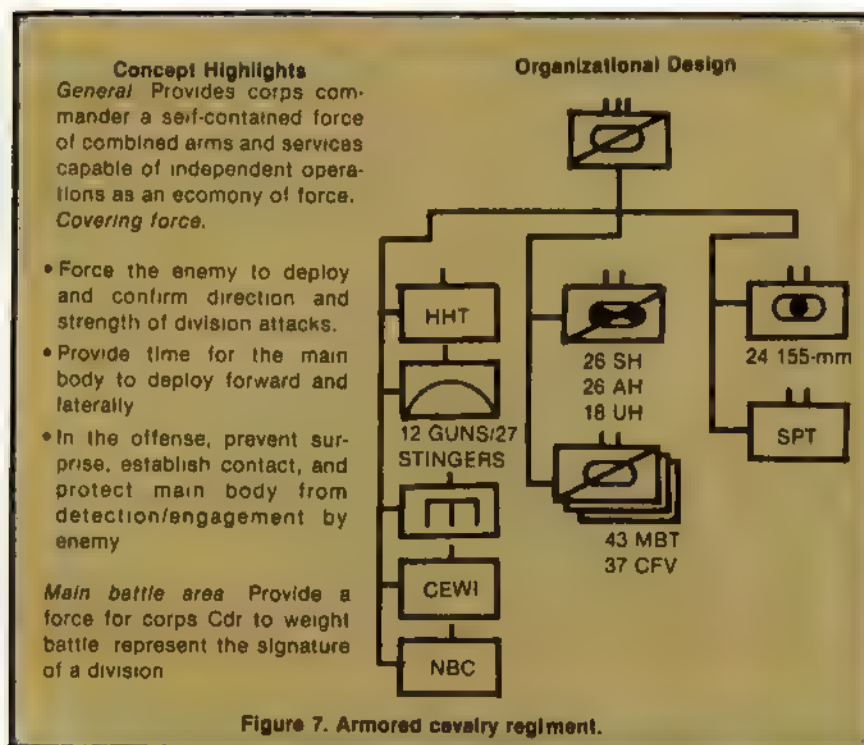 Concept Highlights
General Provides corps com-
mander a self-contained force
of combined arms and services
capable of independent opera-
tions as an ecomony of force.
Covering force.
• Force the enemy to deploy
and confirm direction and
strength of division attacks.
• Provide time for the main
body to deploy forward and
laterally
• In the offense, prevent sur-
prise, establish contact, and
protect main body from
detection/engagement by
enemy
Main battle area Provide a
force for corps Cdr to weight
battle represent the signature
of a division
Organizational Design
HHT
12 GUNS/27
STINGERS
CEWI
NBC
26 SH
26 AH
18 UH
43 MBT
37 CFV
24 155-mm
SPT
Figure 7. Armored cavalry regiment.